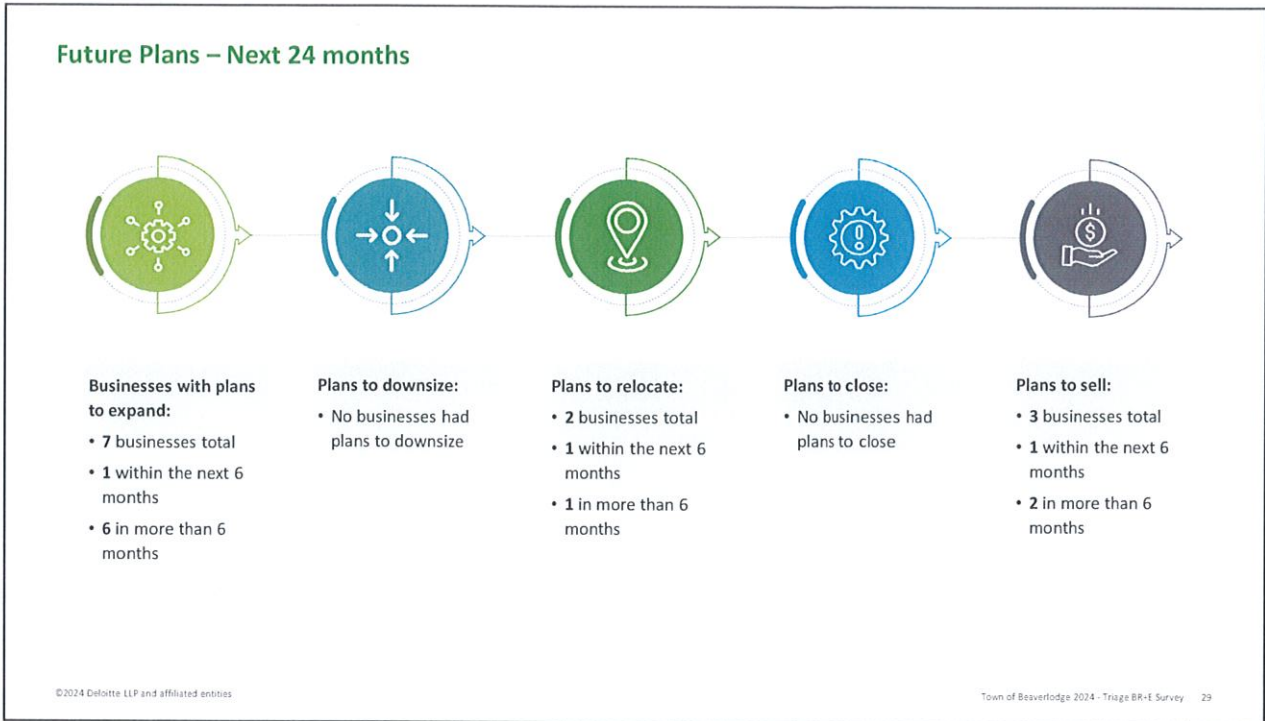 Future Plans – Next 24 months
$
Businesses with plans
to expand:
• 7 businesses total
• 1 within the next 6
months
• 6 in more than 6
months
Plans to downsize:
• No businesses had
plans to downsize
Plans to relocate:
• 2 businesses total
• 1 within the next 6
months
• 1 in more than 6
months
Plans to close:
• No businesses had
plans to close
Plans to sell:
• 3 businesses total
• 1 within the next 6
months
• 2 in more than 6
months
©2024 Deloitte LLP and affiliated entities
Town of Beaverlodge 2024 - Triage BR+E Survey 29